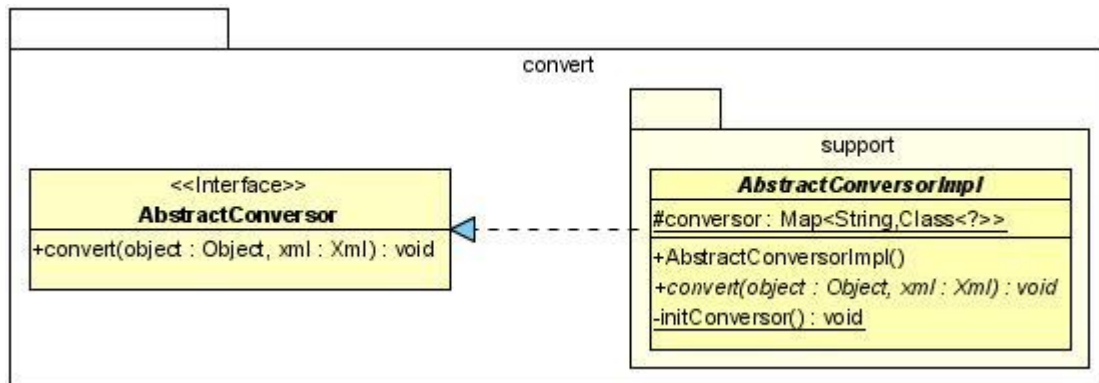 convert
support
<<Interface>>
AbstractConversor
+convert(object : Object, xml : Xml) : void
AbstractConversorImpl
#conversor : Map<String,Class<?>>
+AbstractConversorImpl()
+convert(object : Object, xml : Xml) : void
-initConversor() : void